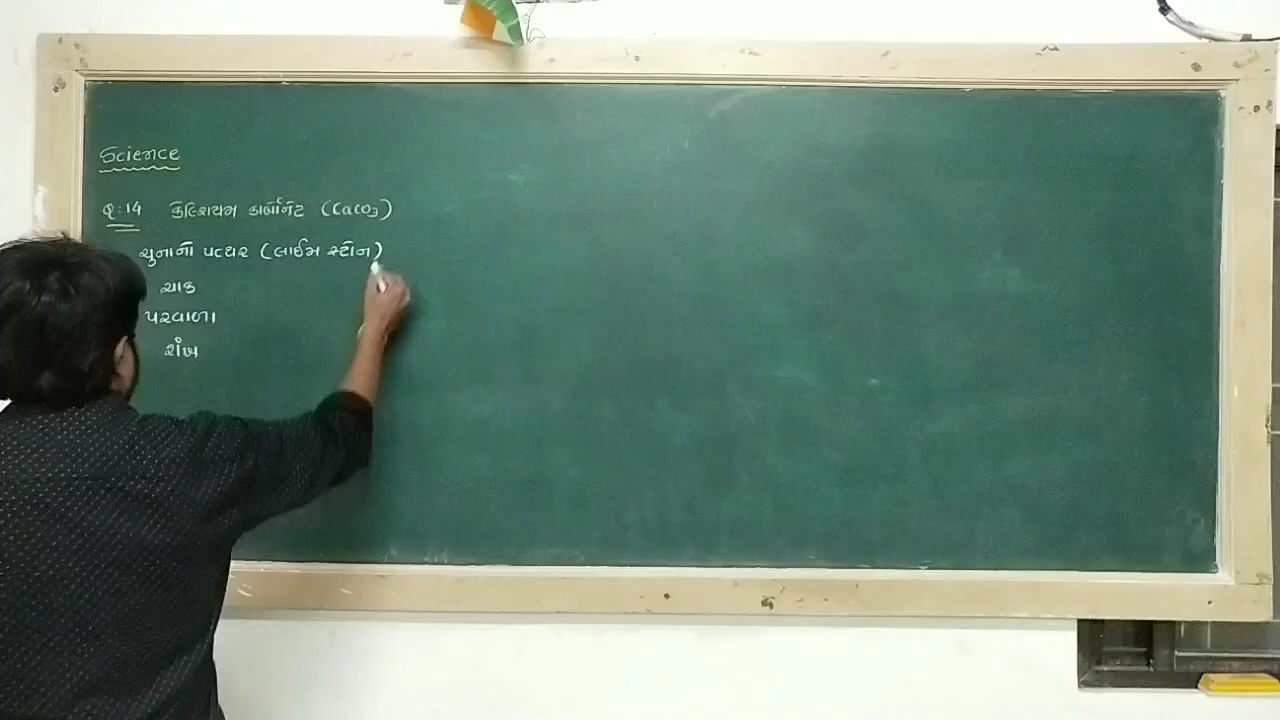 Science
Q:14 કેલ્શિયમ કાર્બોનેટ (CaCO3)
ચુનાનો પથ્થર (લાઈમ સ્ટોન)
ચાક
પરવાળા
શંખ